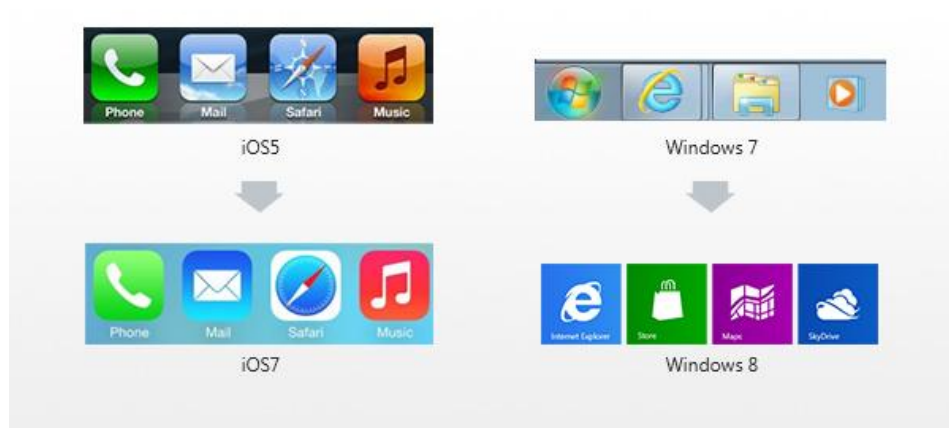 Phone Mail Safari Music
iOS5
Windows 7
Phone Mail Safari Music
iOS7
Internet Explorer Store Maps SkyDrive
Windows 8